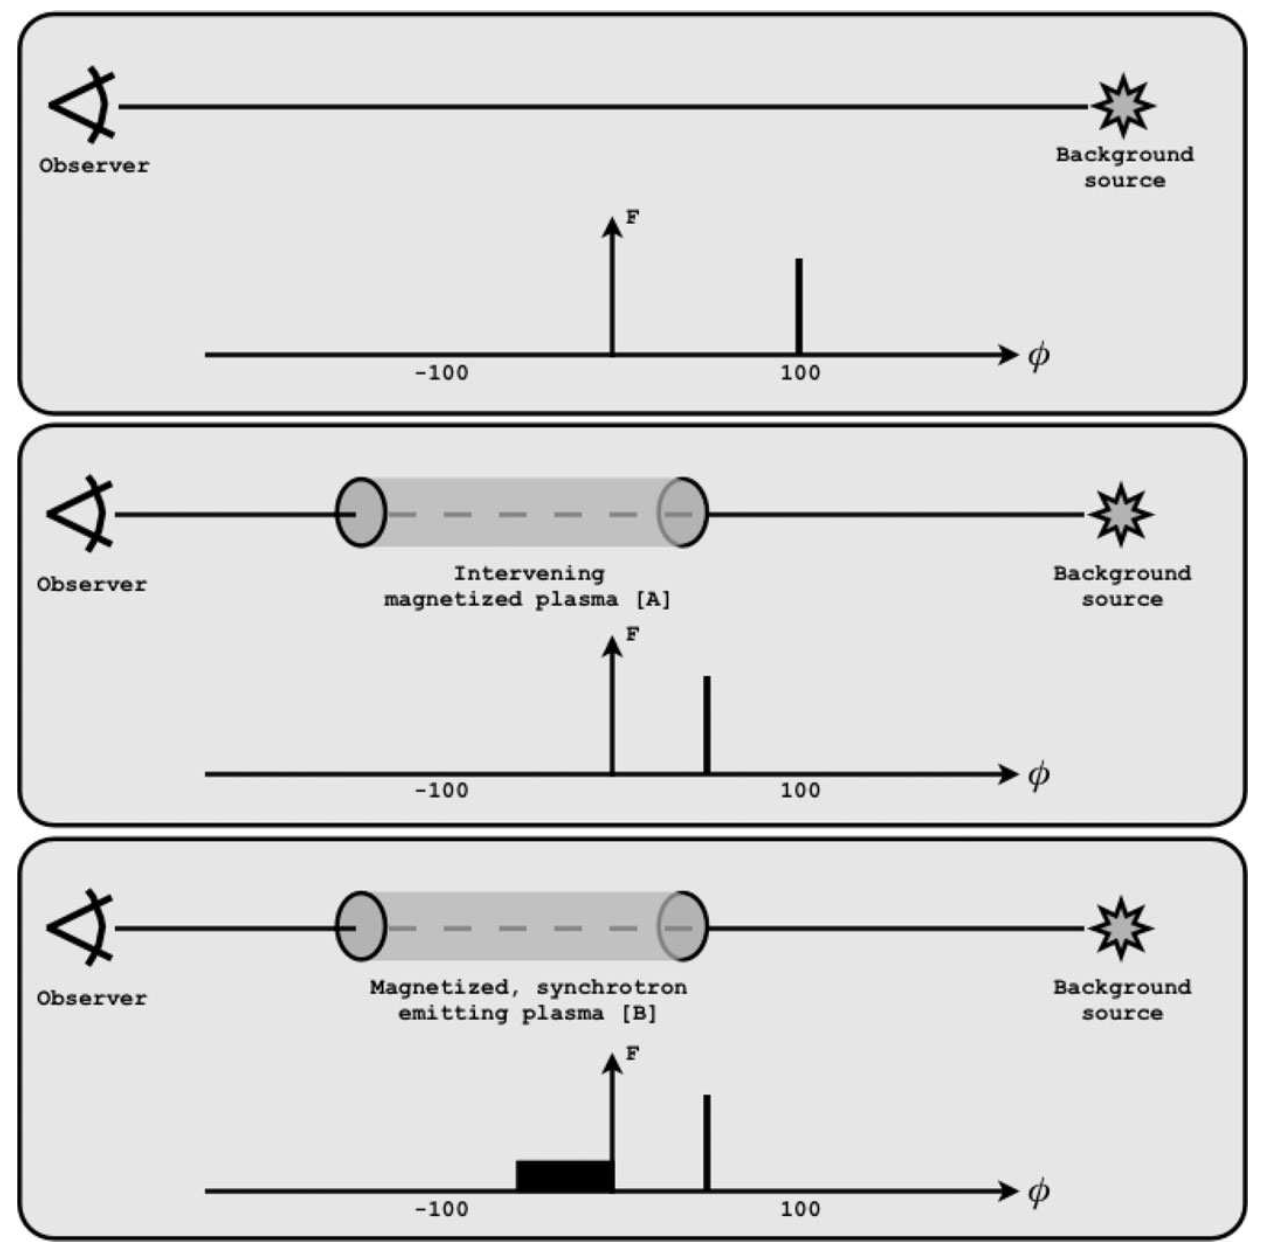 Observer
Background
source
F
-100
100
ϕ
Observer
Intervening
magnetized plasma [A]
Background
source
F
-100
100
ϕ
Observer
Magnetized, synchrotron
emitting plasma [B]
Background
source
F
-100
100
ϕ